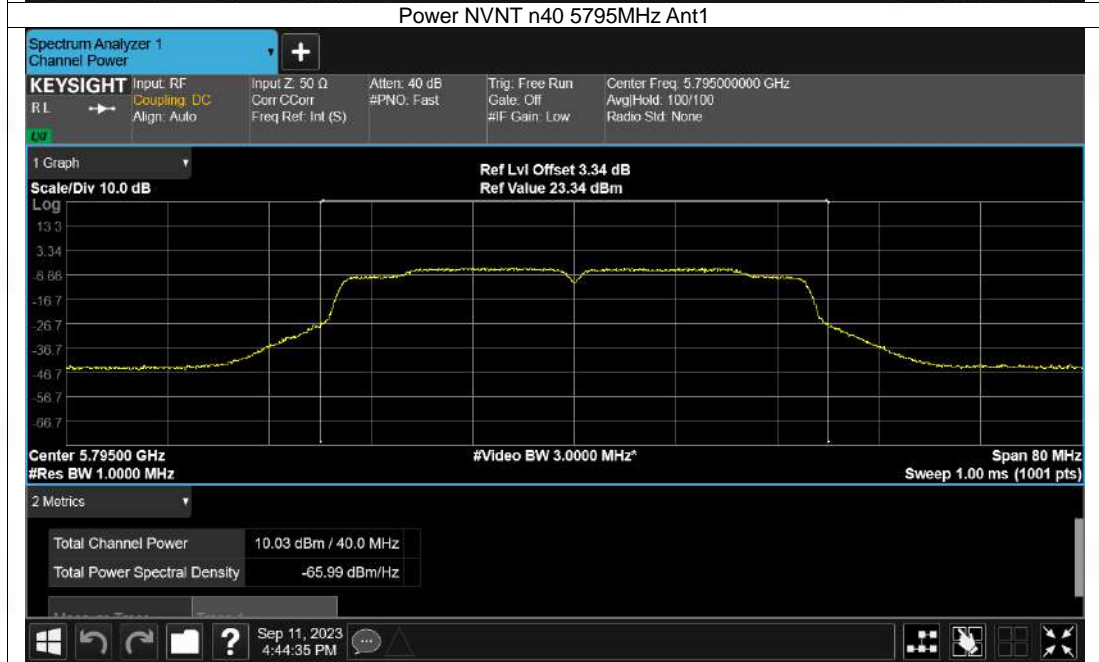 Power NVNT n40 5795MHz Ant1
Spectrum Analyzer 1
Channel Power
+
KEYSIGHT
R L
LXI
Input: RF
Coupling: DC
Align: Auto
Input Z: 50 Ω
Corr CCorr
Freq Ref: Int (S)
Atten: 40 dB
#PNO: Fast
Trig: Free Run
Gate: Off
#IF Gain: Low
Center Freq: 5.795000000 GHz
Avg|Hold: 100/100
Radio Std: None
1 Graph
Scale/Div 10.0 dB
Ref Lvl Offset 3.34 dB
Ref Value 23.34 dBm
Log
13.3
3.34
-6.66
-16.7
-26.7
-36.7
-46.7
-56.7
-66.7
Center 5.79500 GHz
#Res BW 1.0000 MHz
#Video BW 3.0000 MHz*
Span 80 MHz
Sweep 1.00 ms (1001 pts)
2 Metrics
Total Channel Power 10.03 dBm / 40.0 MHz
Total Power Spectral Density -65.99 dBm/Hz
?
Sep 11, 2023
4:44:35 PM